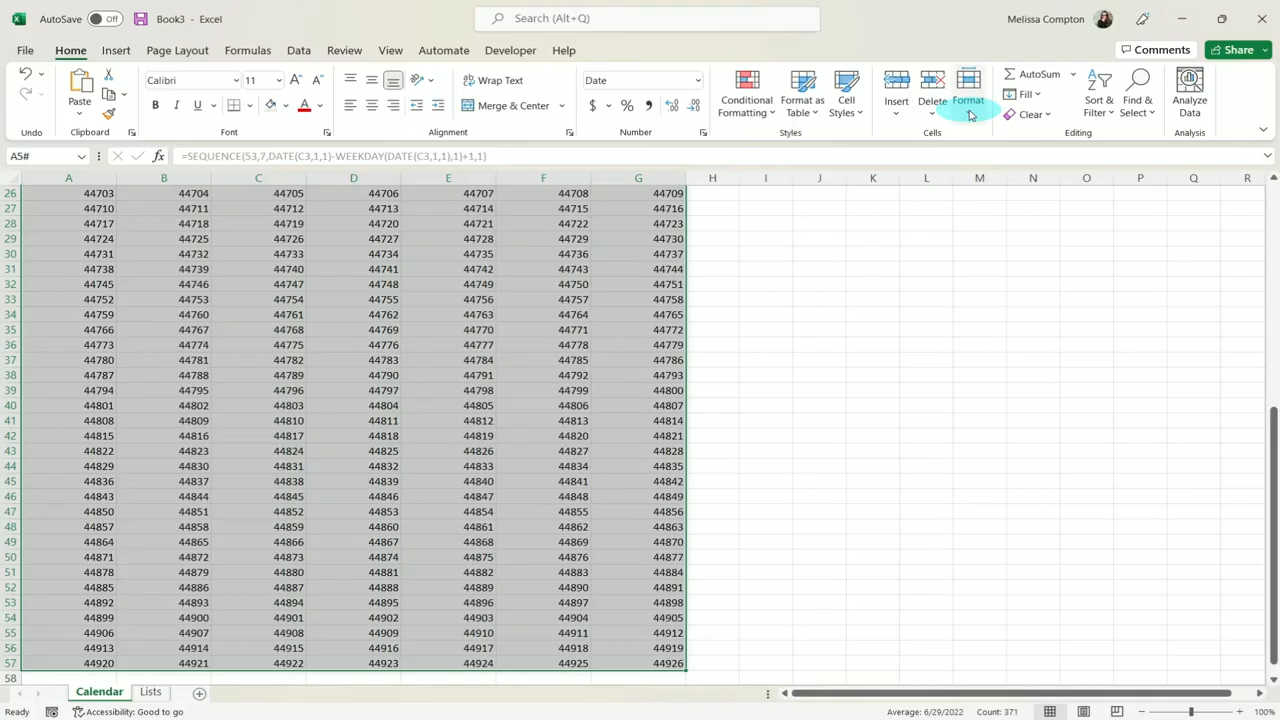 AutoSave Off Book3 - Excel Search (Alt+Q) Melissa Compton
File Home Insert Page Layout Formulas Data Review View Automate Developer Help Comments Share
Calibri 11 Date
Paste Wrap Text Merge & Center Conditional Formatting Format as Table Cell Styles Insert Delete Format AutoSum Fill Clear Sort & Filter Find & Select Analyze Data
Undo Clipboard Font Alignment Number Styles Cells Editing Analysis
A5# fx =SEQUENCE(53,7,DATE(C3,1,1)-WEEKDAY(DATE(C3,1,1),1)+1,1)
A B C D E F G H I J K L M N O P Q R
26 44703 44704 44705 44706 44707 44708 44709
27 44710 44711 44712 44713 44714 44715 44716
28 44717 44718 44719 44720 44721 44722 44723
29 44724 44725 44726 44727 44728 44729 44730
30 44731 44732 44733 44734 44735 44736 44737
31 44738 44739 44740 44741 44742 44743 44744
32 44745 44746 44747 44748 44749 44750 44751
33 44752 44753 44754 44755 44756 44757 44758
34 44759 44760 44761 44762 44763 44764 44765
35 44766 44767 44768 44769 44770 44771 44772
36 44773 44774 44775 44776 44777 44778 44779
37 44780 44781 44782 44783 44784 44785 44786
38 44787 44788 44789 44790 44791 44792 44793
39 44794 44795 44796 44797 44798 44799 44800
40 44801 44802 44803 44804 44805 44806 44807
41 44808 44809 44810 44811 44812 44813 44814
42 44815 44816 44817 44818 44819 44820 44821
43 44822 44823 44824 44825 44826 44827 44828
44 44829 44830 44831 44832 44833 44834 44835
45 44836 44837 44838 44839 44840 44841 44842
46 44843 44844 44845 44846 44847 44848 44849
47 44850 44851 44852 44853 44854 44855 44856
48 44857 44858 44859 44860 44861 44862 44863
49 44864 44865 44866 44867 44868 44869 44870
50 44871 44872 44873 44874 44875 44876 44877
51 44878 44879 44880 44881 44882 44883 44884
52 44885 44886 44887 44888 44889 44890 44891
53 44892 44893 44894 44895 44896 44897 44898
54 44899 44900 44901 44902 44903 44904 44905
55 44906 44907 44908 44909 44910 44911 44912
56 44913 44914 44915 44916 44917 44918 44919
57 44920 44921 44922 44923 44924 44925 44926
58
Calendar Lists
Ready Accessibility: Good to go Average: 6/29/2022 Count: 371 100%